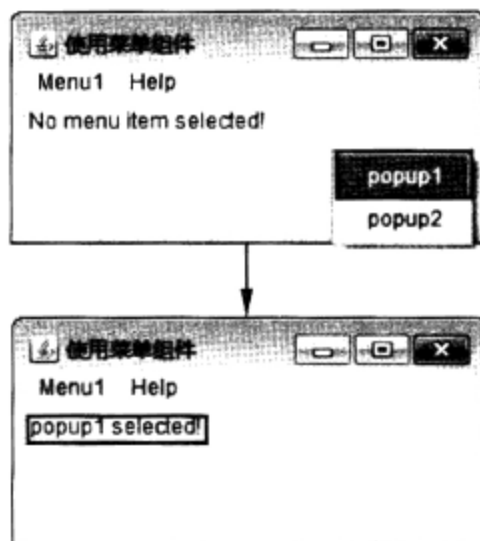 使用菜单组件
Menu1 Help
No menu item selected!
popup1
popup2
使用菜单组件
Menu1 Help
popup1 selected!